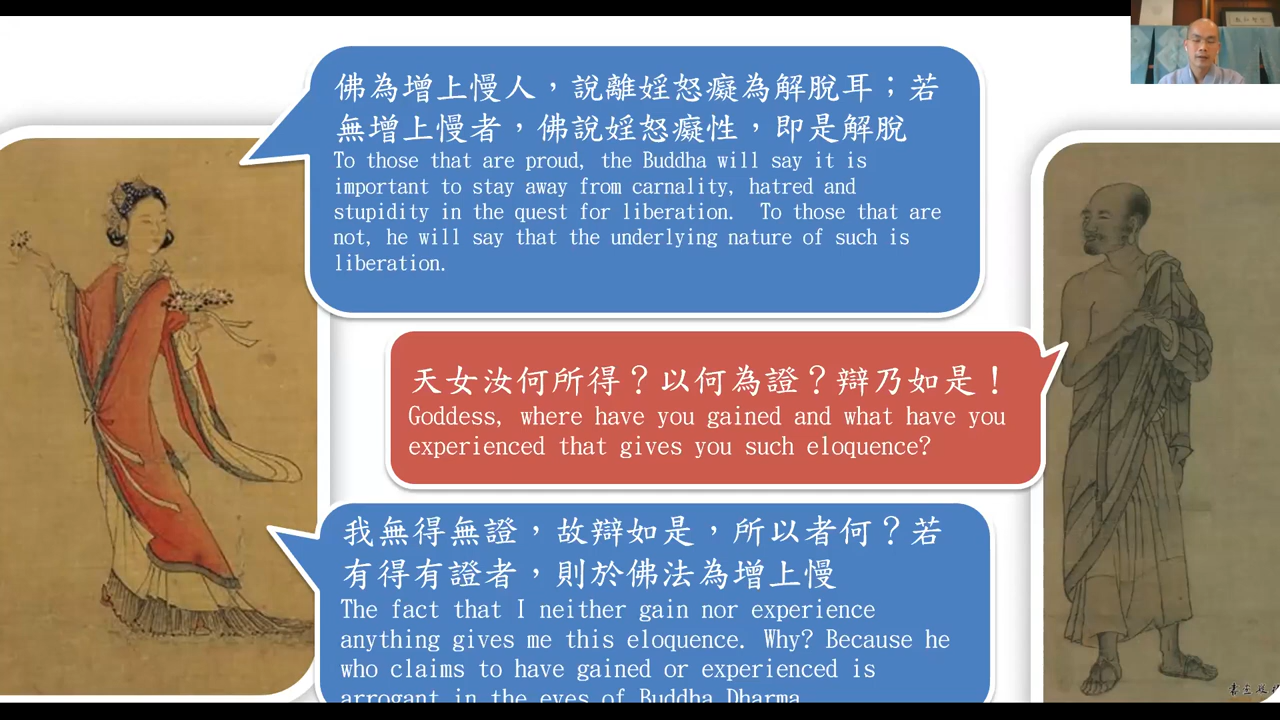 佛為增上慢人，說離婬怒癡為解脫耳；若
無增上慢者，佛說婬怒癡性，即是解脫
To those that are proud, the Buddha will say it is
important to stay away from carnality, hatred and
stupidity in the quest for liberation.  To those that are
not, he will say that the underlying nature of such is
liberation.
天女汝何所得？以何為證？辯乃如是！
Goddess, where have you gained and what have you
experienced that gives you such eloquence?
我無得無證，故辯如是，所以者何？若
有得有證者，則於佛法為增上慢
The fact that I neither gain nor experience
anything gives me this eloquence. Why? Because he
who claims to have gained or experienced is
arrogant in the eyes of Buddha Dharma